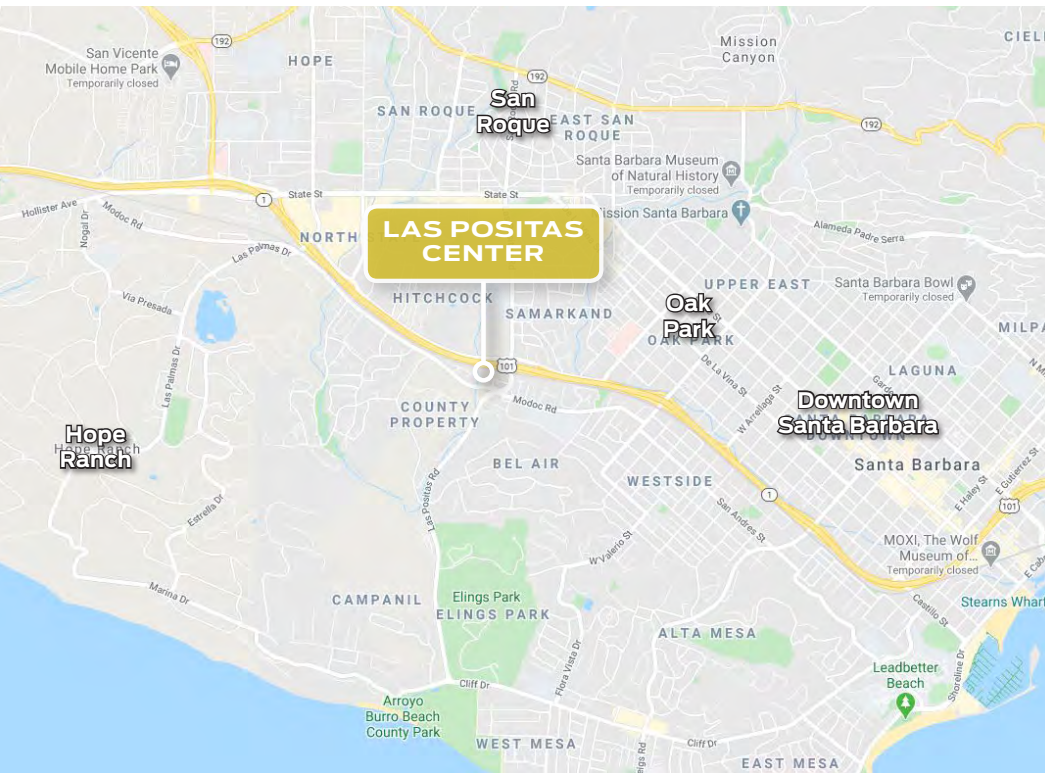 192
San Vicente
Mobile Home Park
Temporarily closed
HOPE
Mission
Canyon
192
SAN ROQUE
San
Roque
EAST SAN
ROQUE
192
Santa Barbara Museum
of Natural History
Temporarily closed
1
State St
State St
Hollister Ave
Modoc Rd
Nogal Dr
Las Palmas Dr
NORTH
LAS POSITAS
CENTER
Mission Santa Barbara
Alameda Padre Serra
Via Presada
HITCHCOCK
SAMARKAND
UPPER EAST
Santa Barbara Bowl
Temporarily closed
Oak
Park
OAK PARK
Las Palmas Dr
101
De La Vina St
LAGUNA
W Arrellaga St
COUNTY
PROPERTY
Modoc Rd
Downtown
Santa Barbara
DOWNTOWN
Hope
Ranch
Hope Ranch
BEL AIR
Santa Barbara
WESTSIDE
E Haley St
E Gutierrez St
Las Positas Rd
1
101
Estrella Dr
San Andres St
W Valerio St
MOXI, The Wolf
Museum of...
Temporarily closed
Marina Dr
CAMPANIL
Elings Park
ELINGS PARK
Castillo St
Stearns Wharf
ALTA MESA
Flora Vista Dr
Leadbetter
Beach
Shoreline Dr
Cliff Dr
Arroyo
Burro Beach
County Park
WEST MESA
Cliff Dr
EAST MESA